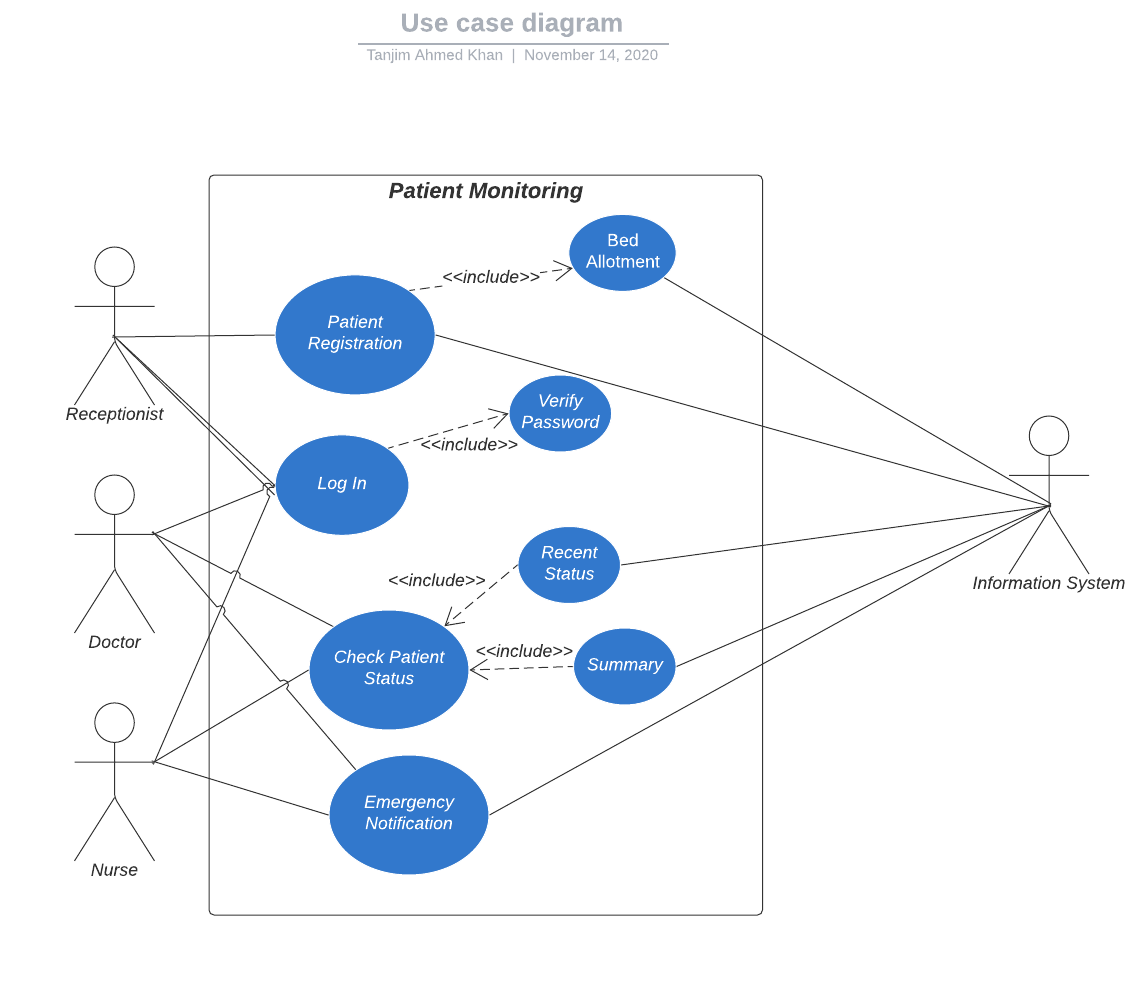 Use case diagram
Tanjim Ahmed Khan | November 14, 2020
Patient Monitoring
Bed
Allotment
<<include>>
Patient
Registration
Receptionist
Verify
Password
<<include>>
Log In
Doctor
Recent
Status
<<include>>
Information System
Check Patient
Status
<<include>>
Summary
Emergency
Notification
Nurse